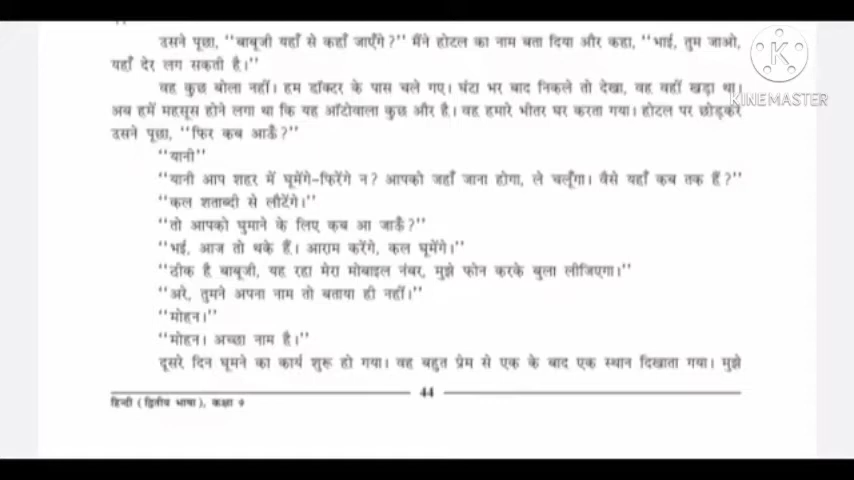 उसने पूछा, ‘‘बाबूजी यहाँ से कहाँ जाएँगे?’’ मैंने होटल का नाम बता दिया और कहा, ‘‘भाई, तुम जाओ,
यहाँ देर लग सकती है।’’
वह कुछ बोला नहीं। हम डॉक्टर के पास चले गए। घंटा भर बाद निकले तो देखा, वह वहीं खड़ा था।
अब हमें महसूस होने लगा था कि यह ऑटोवाला कुछ और है। वह हमारे भीतर घर करता गया। होटल पर छोड़कर
उसने पूछा, ‘‘फिर कब आऊँ?’’
‘‘यानी’’
‘‘यानी आप शहर में घूमेंगे-फिरेंगे न? आपको जहाँ जाना होगा, ले चलूँगा। वैसे यहाँ कब तक हैं?’’
‘‘कल शताब्दी से लौटेंगे।’’
‘‘तो आपको घुमाने के लिए कब आ जाऊँ?’’
‘‘भई, आज तो थके हैं। आराम करेंगे, कल घूमेंगे।’’
‘‘ठीक है बाबूजी, यह रहा मेरा मोबाइल नंबर, मुझे फोन करके बुला लीजिएगा।’’
‘‘अरे, तुमने अपना नाम तो बताया ही नहीं।’’
‘‘मोहन।’’
‘‘मोहन। अच्छा नाम है।’’
दूसरे दिन घूमने का कार्य शुरू हो गया। वह बहुत प्रेम से एक के बाद एक स्थान दिखाता गया। मुझे
44
हिन्दी (द्वितीय भाषा), कक्षा 9
KINEMASTER